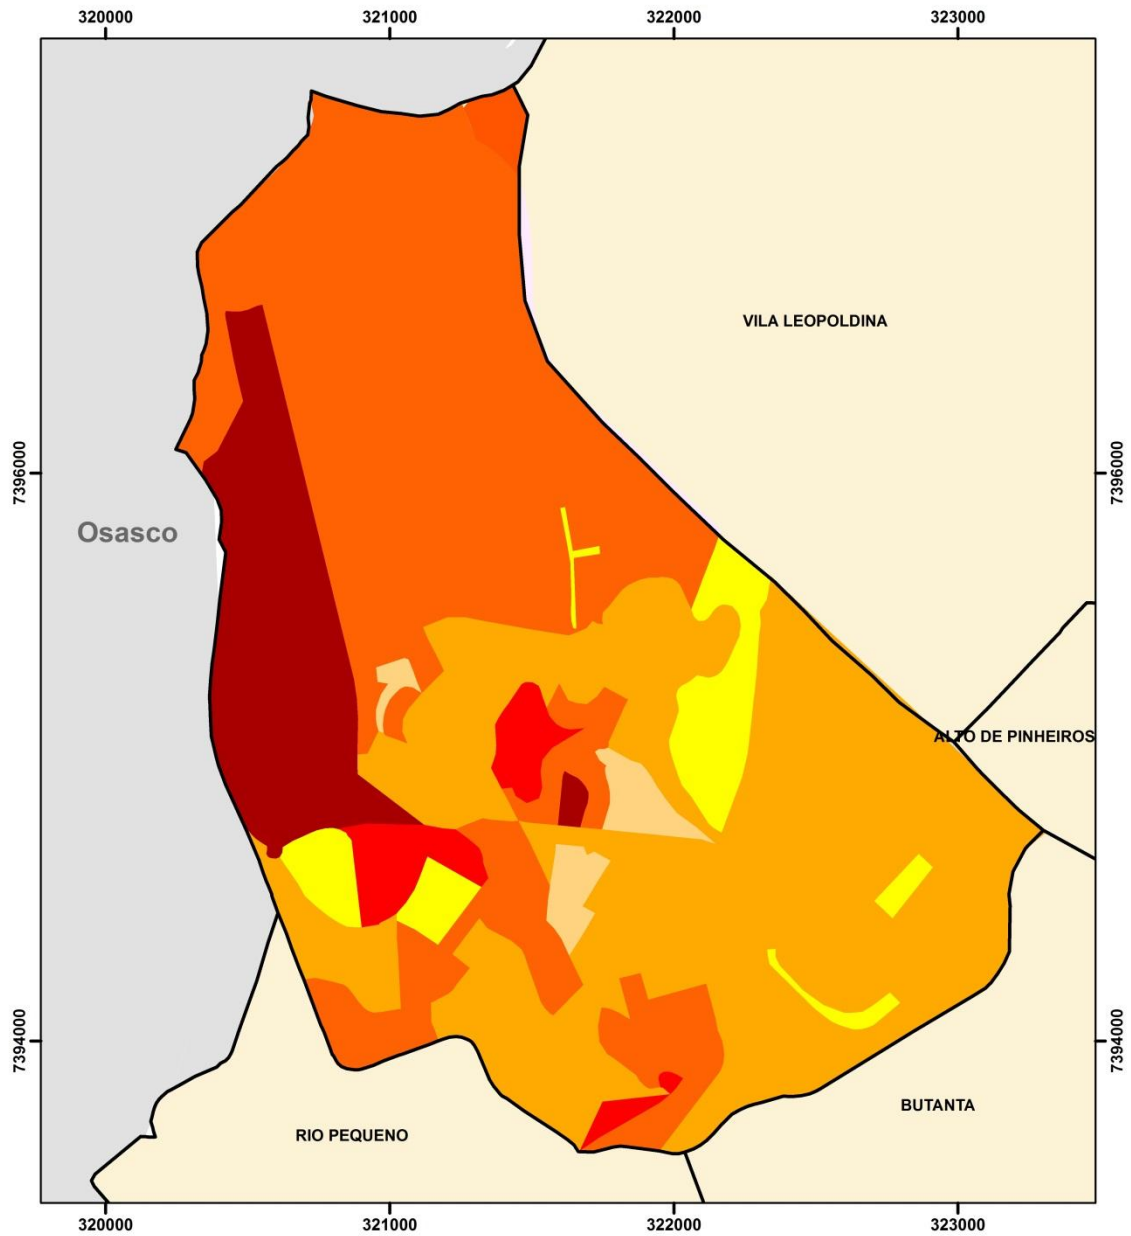 320000 321000 322000 323000
VILA LEOPOLDINA
7396000 7396000
Osasco
ALTO DE PINHEIROS
7394000 7394000
BUTANTA
RIO PEQUENO
320000 321000 322000 323000